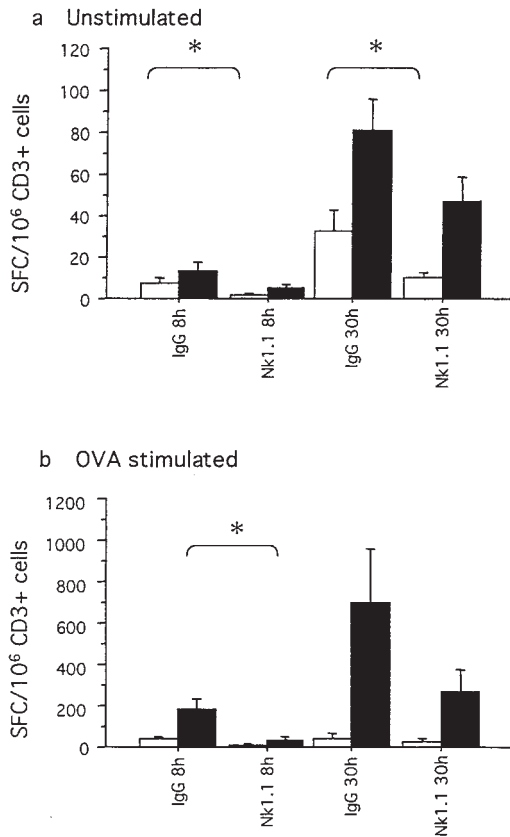 a Unstimulated
* *
120
100
80
60
40
20
0
SFC/10⁶ CD3+ cells
IgG 8h
Nk1.1 8h
IgG 30h
Nk1.1 30h
b OVA stimulated
*
1200
1000
800
600
400
200
0
SFC/10⁶ CD3+ cells
IgG 8h
Nk1.1 8h
IgG 30h
Nk1.1 30h